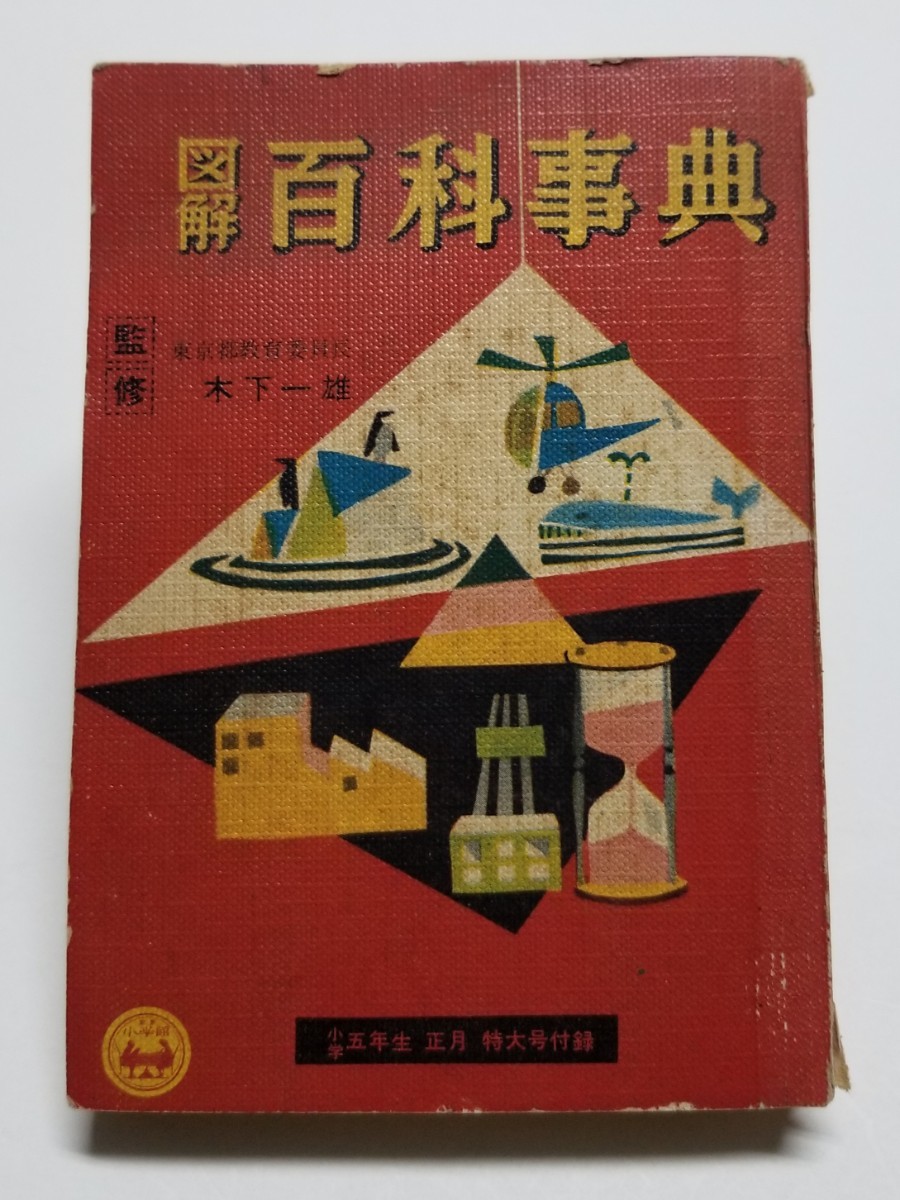 図解 百科事典
監修
東京都教育委員長
木下一雄
小学五年生 正月 特大号付録